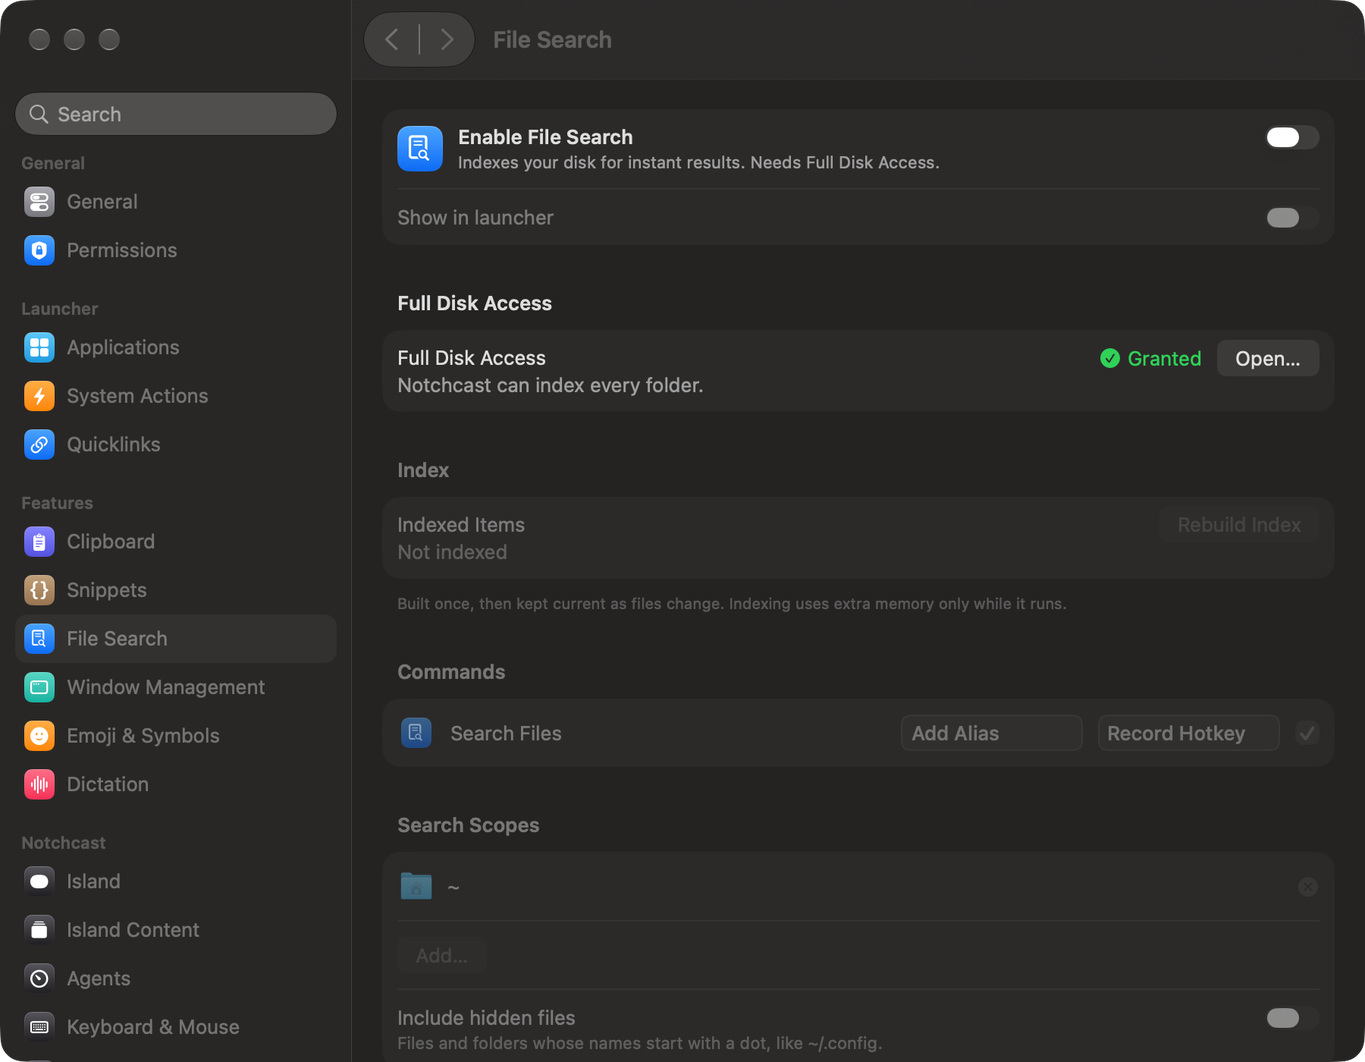 File Search
Search
General
General
Permissions
Launcher
Applications
System Actions
Quicklinks
Features
Clipboard
Snippets
File Search
Window Management
Emoji & Symbols
Dictation
Notchcast
Island
Island Content
Agents
Keyboard & Mouse
Enable File Search
Indexes your disk for instant results. Needs Full Disk Access.
Show in launcher
Full Disk Access
Full Disk Access
Granted
Open...
Notchcast can index every folder.
Index
Indexed Items
Rebuild Index
Not indexed
Built once, then kept current as files change. Indexing uses extra memory only while it runs.
Commands
Search Files
Add Alias
Record Hotkey
Search Scopes
~
Add...
Include hidden files
Files and folders whose names start with a dot, like ~/.config.